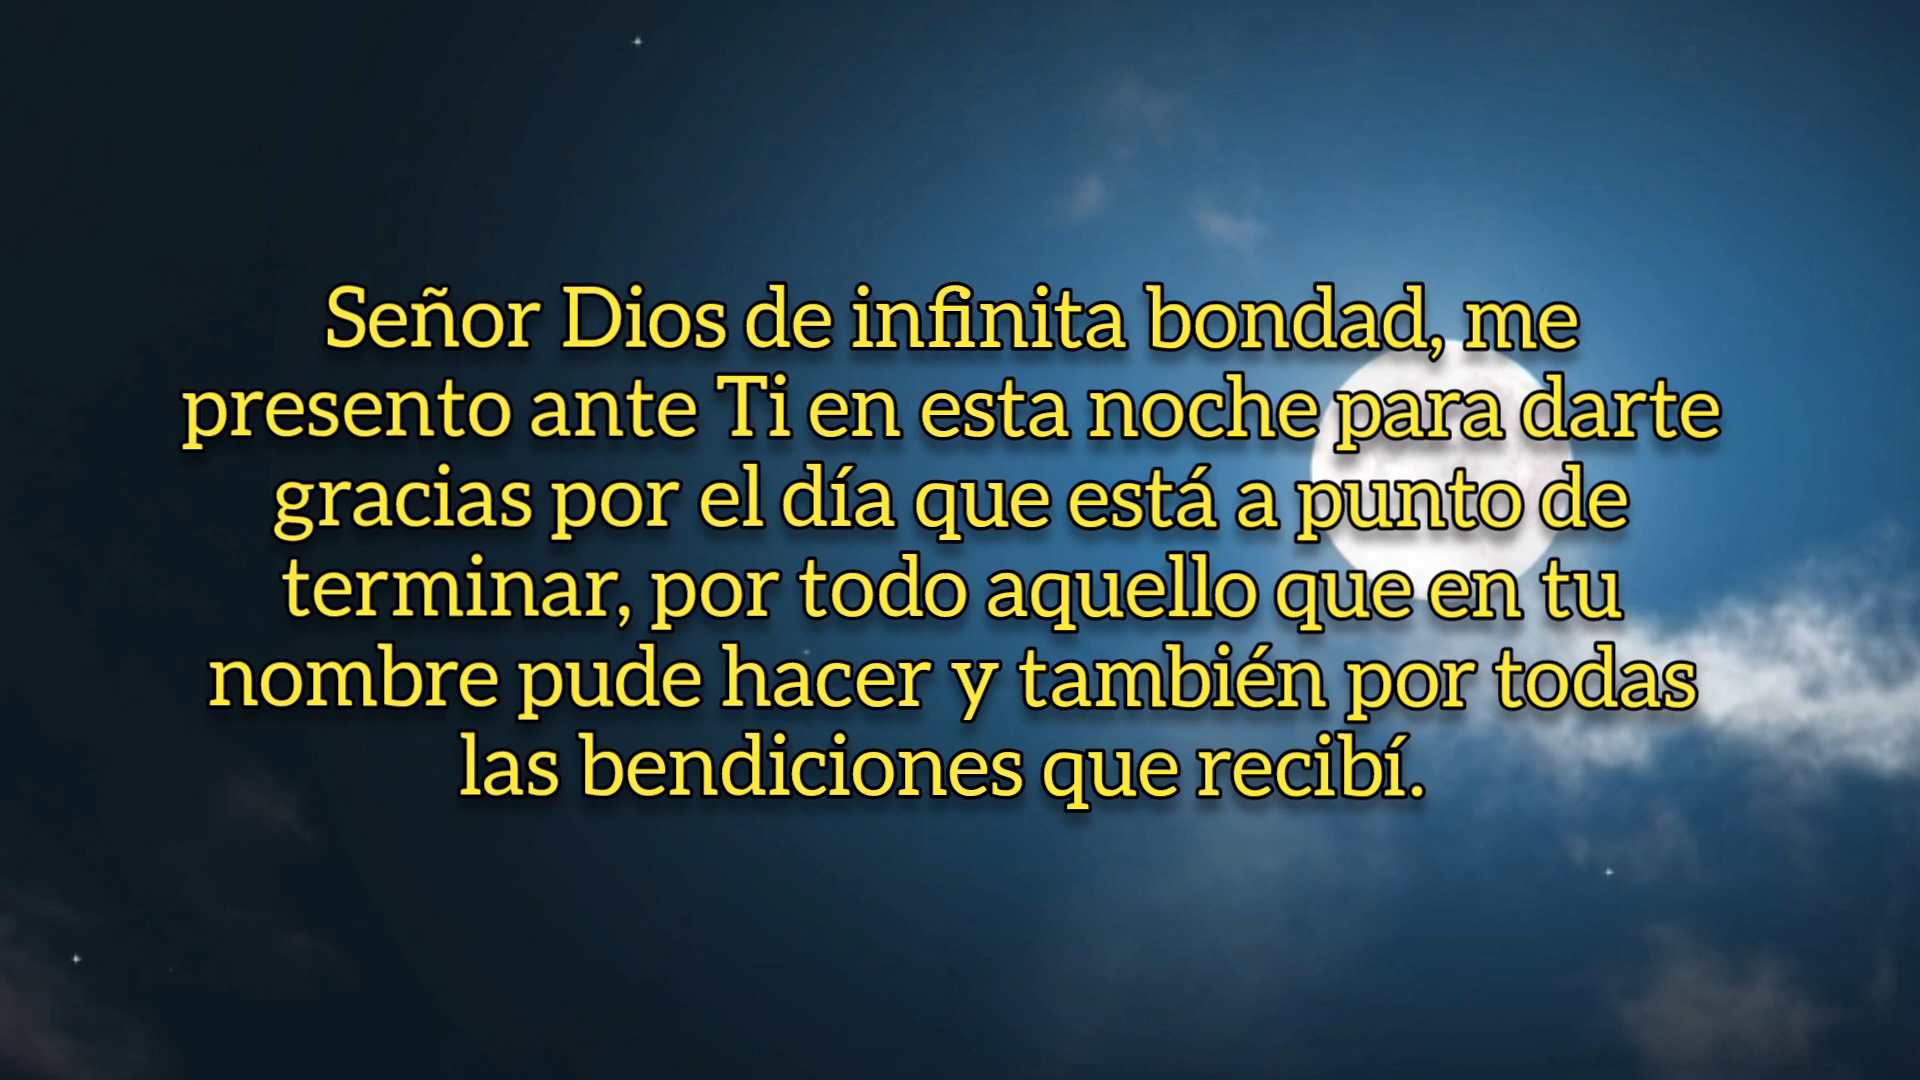 Señor Dios de infinita bondad, me
presento ante Ti en esta noche para darte
gracias por el día que está a punto de
terminar, por todo aquello que en tu
nombre pude hacer y también por todas
las bendiciones que recibí.